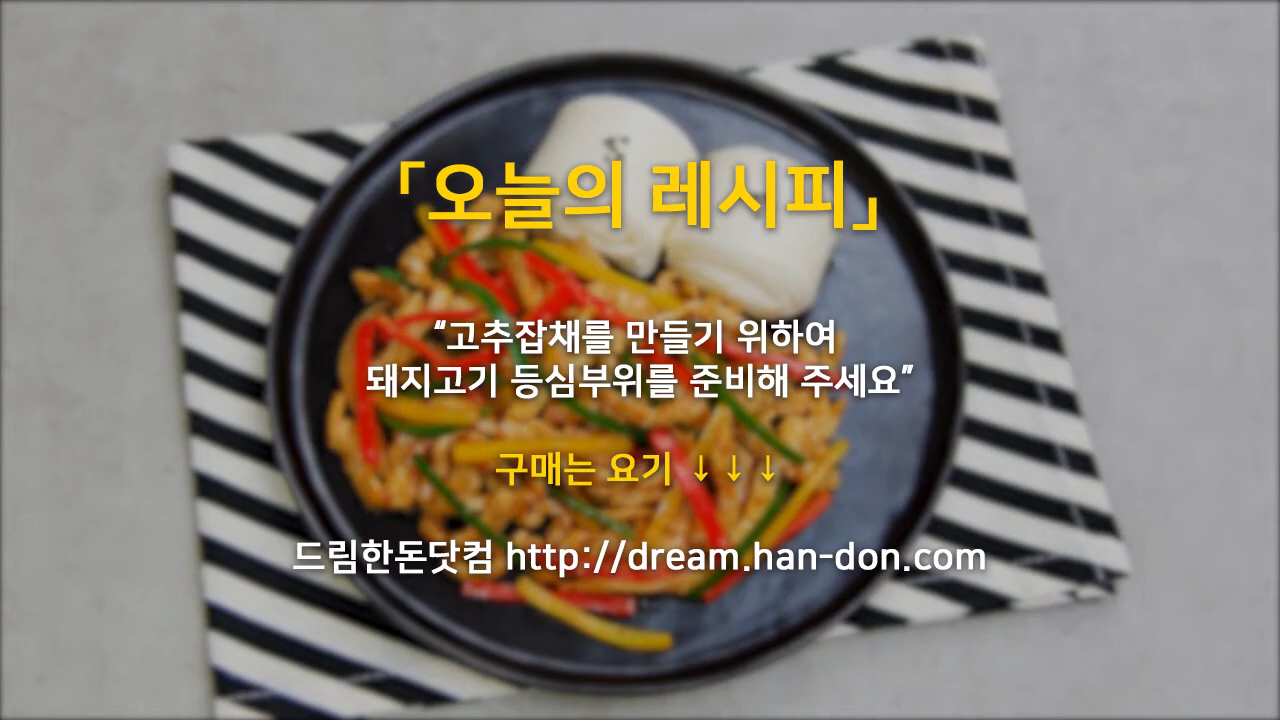 「오늘의 레시피」
“고추잡채를 만들기 위하여
돼지고기 등심부위를 준비해 주세요”
구매는 요기 ↓↓↓
드림한돈닷컴 http://dream.han-don.com